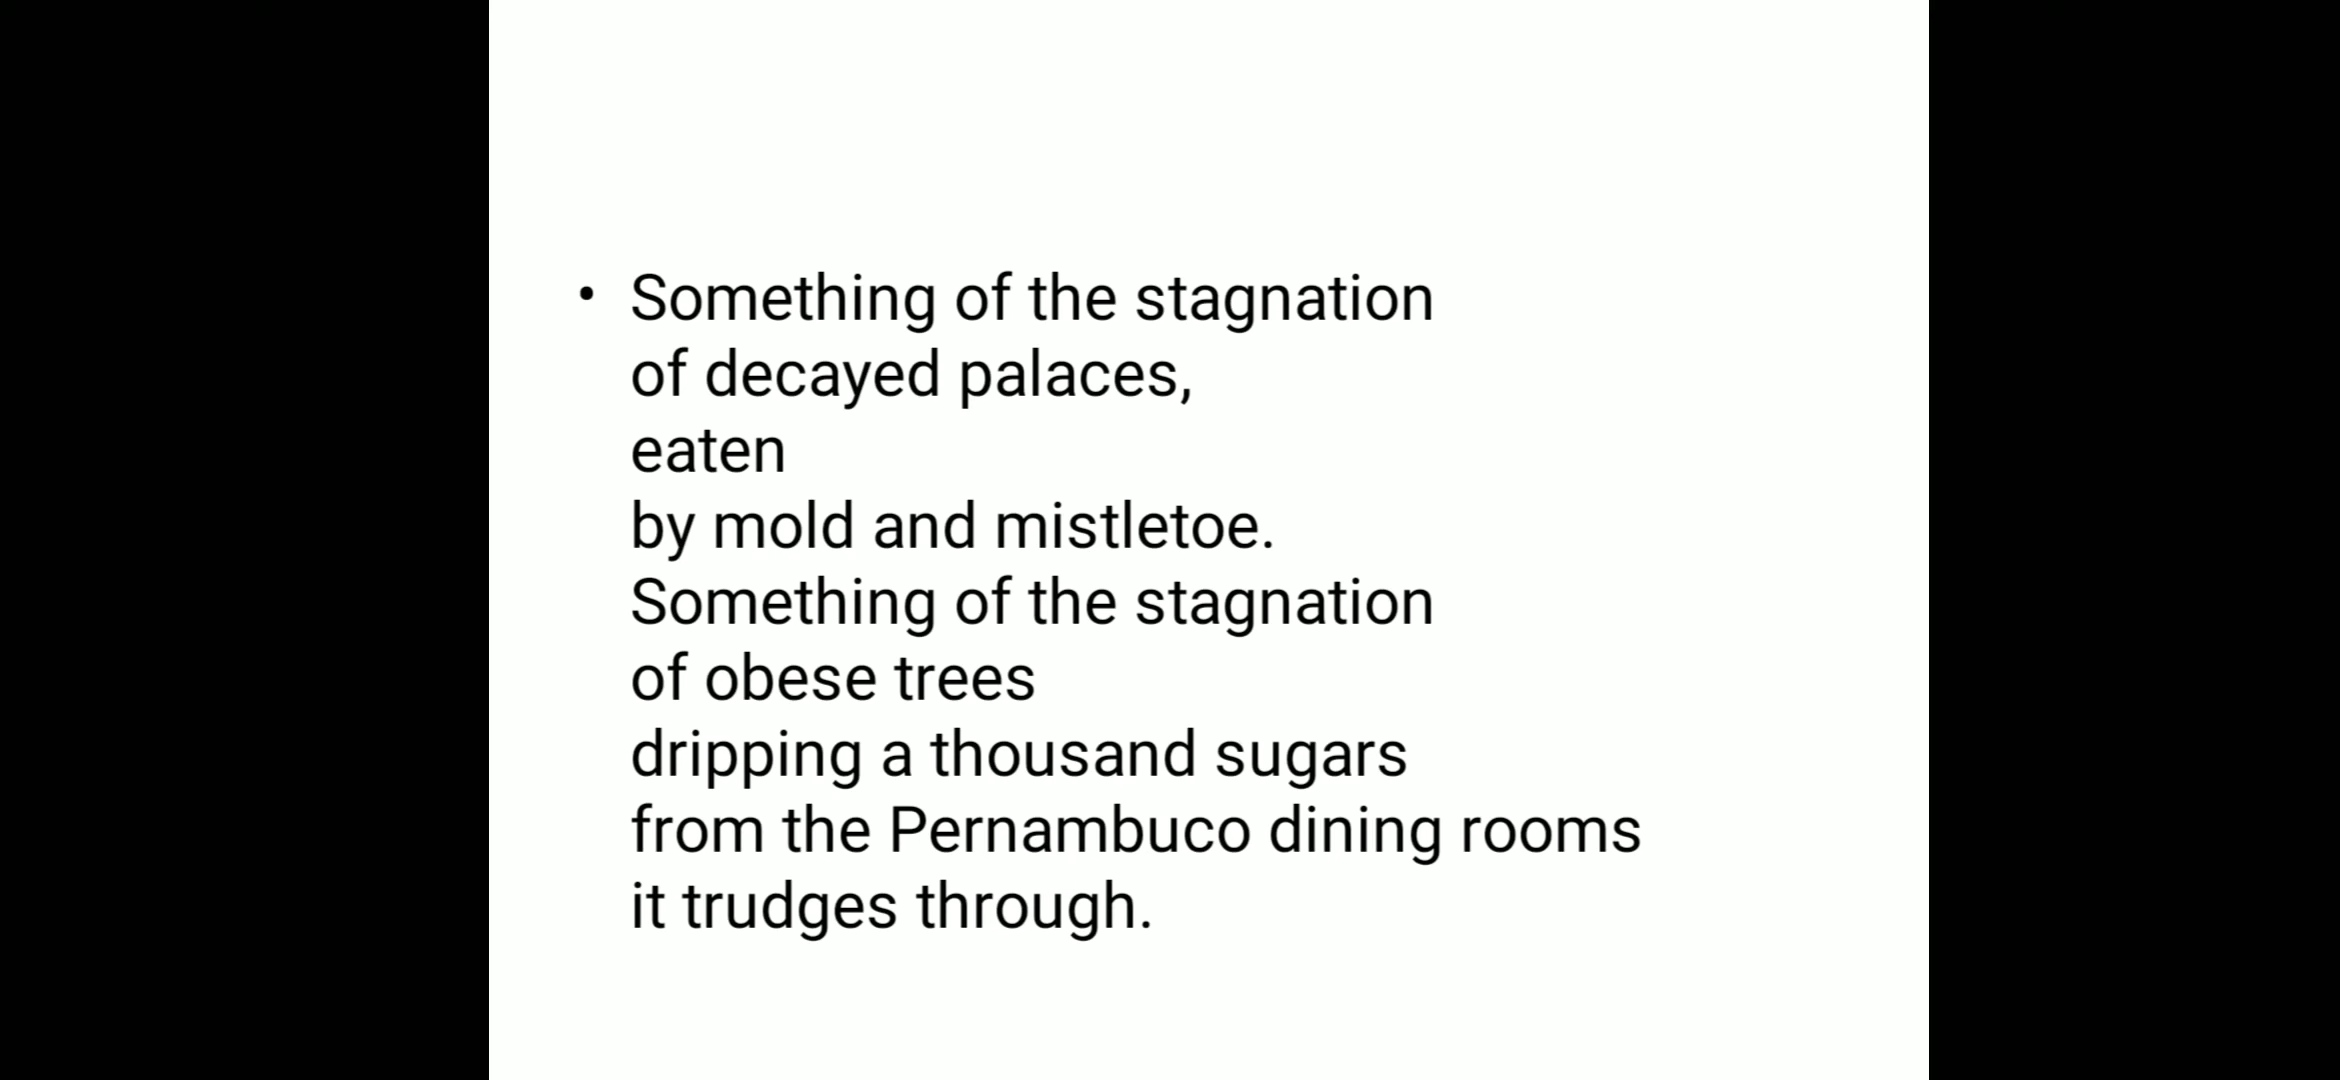 • Something of the stagnation
of decayed palaces,
eaten
by mold and mistletoe.
Something of the stagnation
of obese trees
dripping a thousand sugars
from the Pernambuco dining rooms
it trudges through.